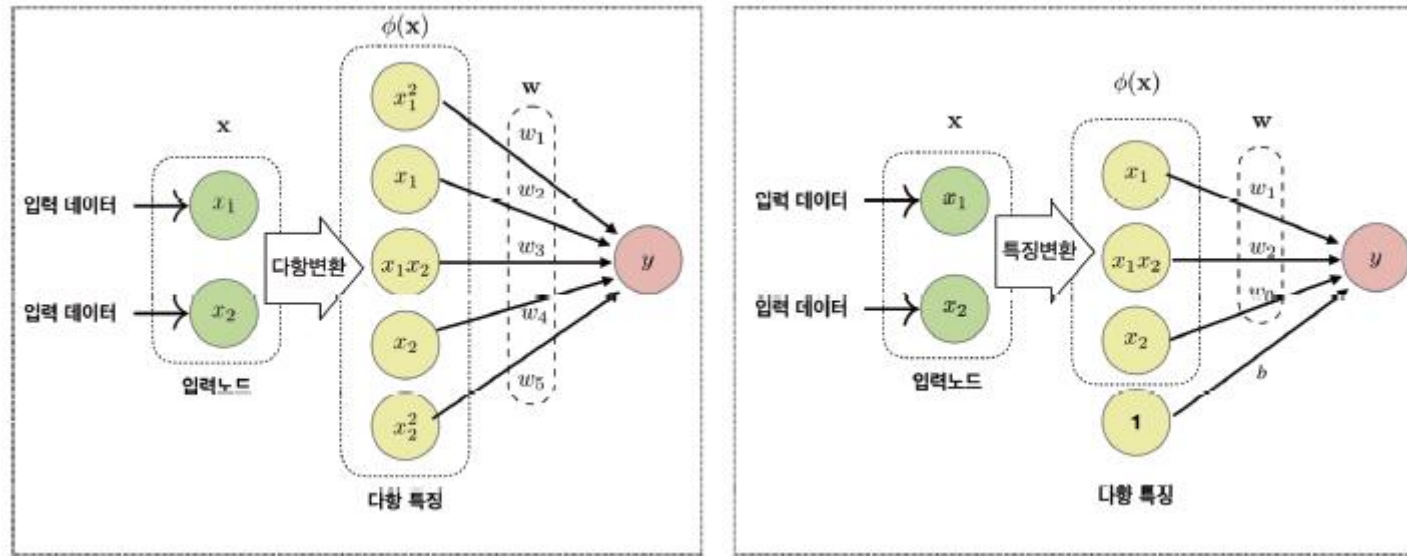 φ(x)
x
w
x₁²
x₁
x₁x₂
x₂
x₂²
w₁
w₂
w₃
w₄
w₅
입력 네이터
x₁
입력 데이터
x₂
다항변환
y
입력노드
다항 특징
φ(x)
x
w
x₁
x₁x₂
x₂
1
w₁
w₂
b
입력 데이터
x₁
입력 데이터
x₂
특징변환
y
입력노드
다항 특징